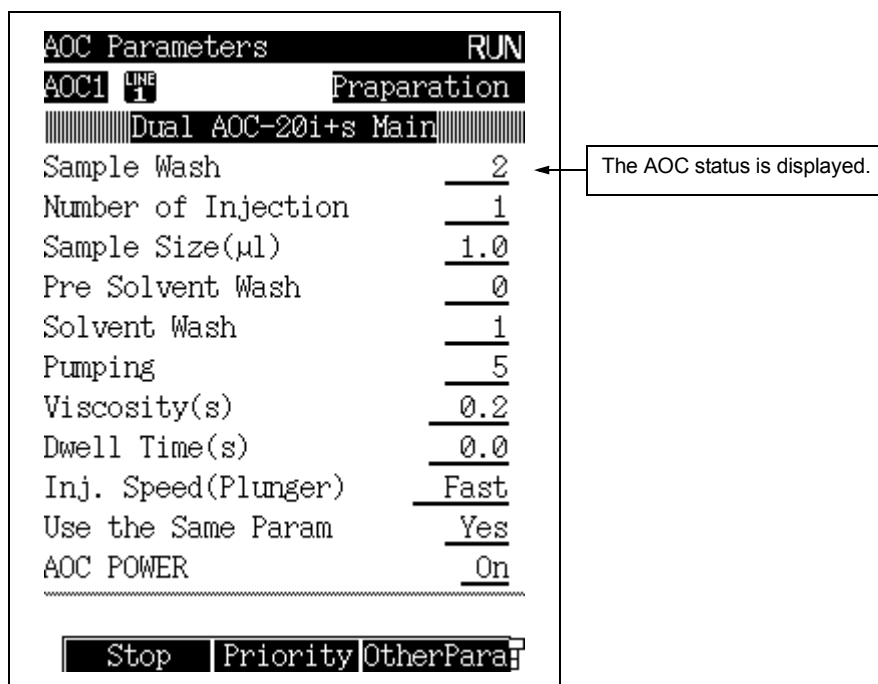 AOC Parameters RUN
AOC1 LINE 1 Praparation
Dual AOC-20i+s Main
Sample Wash 2
The AOC status is displayed.
Number of Injection 1
Sample Size(µl) 1.0
Pre Solvent Wash 0
Solvent Wash 1
Pumping 5
Viscosity(s) 0.2
Dwell Time(s) 0.0
Inj. Speed(Plunger) Fast
Use the Same Param Yes
AOC POWER On
Stop Priority OtherPara